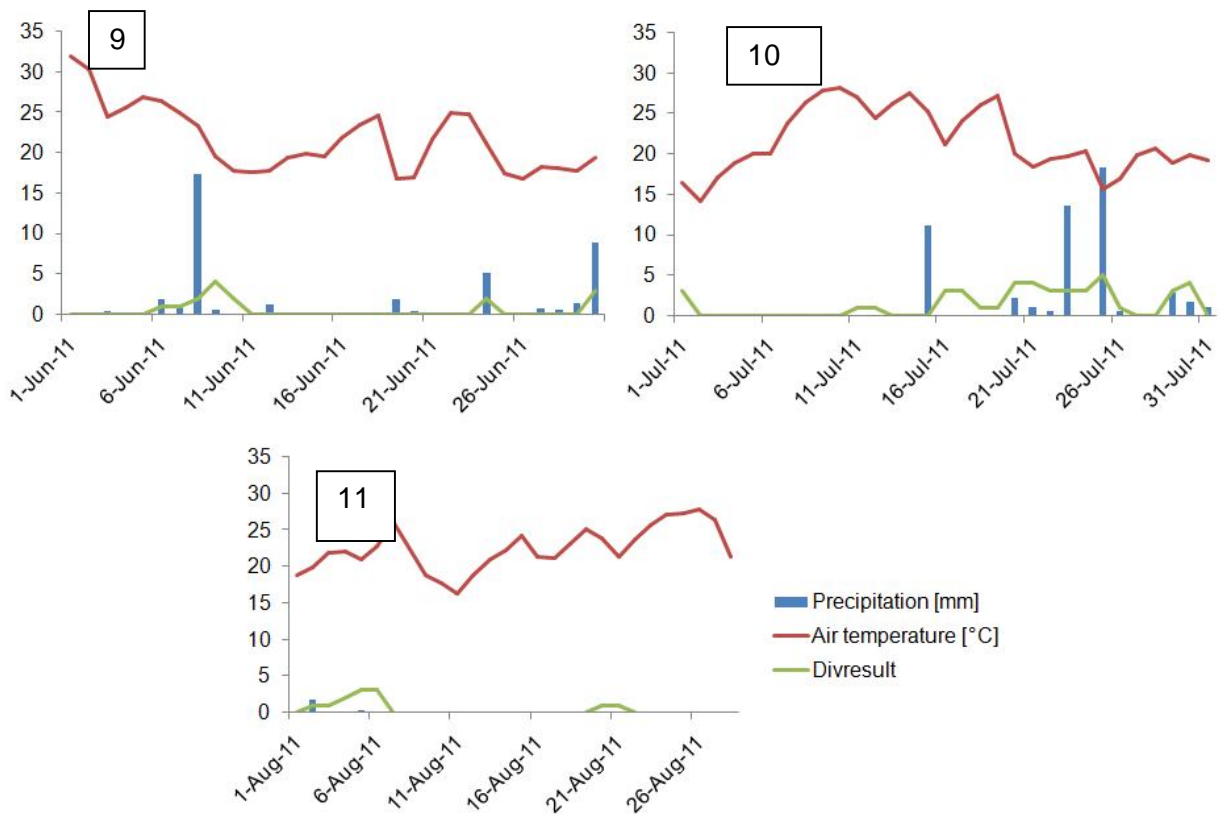 9
35
30
25
20
15
10
5
0
1-Jun-11
6-Jun-11
11-Jun-11
16-Jun-11
21-Jun-11
26-Jun-11
10
35
30
25
20
15
10
5
0
1-Jul-11
6-Jul-11
11-Jul-11
16-Jul-11
21-Jul-11
26-Jul-11
31-Jul-11
11
35
30
25
20
15
10
5
0
1-Aug-11
6-Aug-11
11-Aug-11
16-Aug-11
21-Aug-11
26-Aug-11
Precipitation [mm]
Air temperature [°C]
Divresult